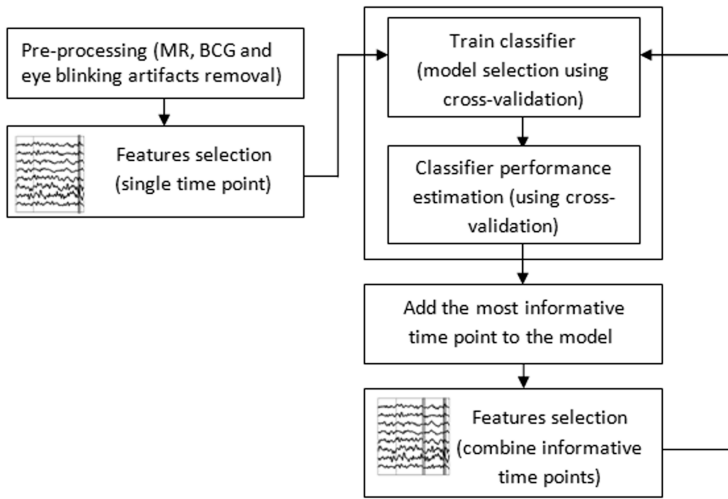 Pre-processing (MR, BCG and
eye blinking artifacts removal)
Features selection
(single time point)
Train classifier
(model selection using
cross-validation)
Classifier performance
estimation (using cross-
validation)
Add the most informative
time point to the model
Features selection
(combine informative
time points)